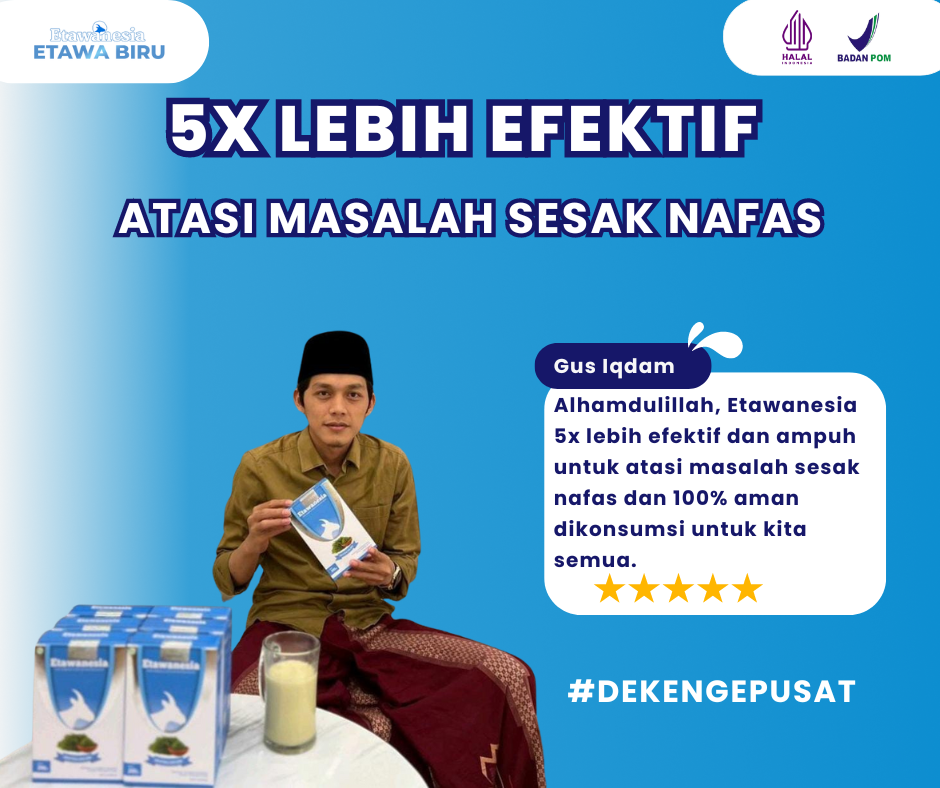 Etawanesia
ETAWA BIRU
HALAL
INDONESIA
BADAN POM
5X LEBIH EFEKTIF
ATASI MASALAH SESAK NAFAS
Gus Iqdam
Alhamdulillah, Etawanesia
5x lebih efektif dan ampuh
untuk atasi masalah sesak
nafas dan 100% aman
dikonsumsi untuk kita
semua.
Etawanesia
Etawanesia
Etawanesia
#DEKENGEPUSAT